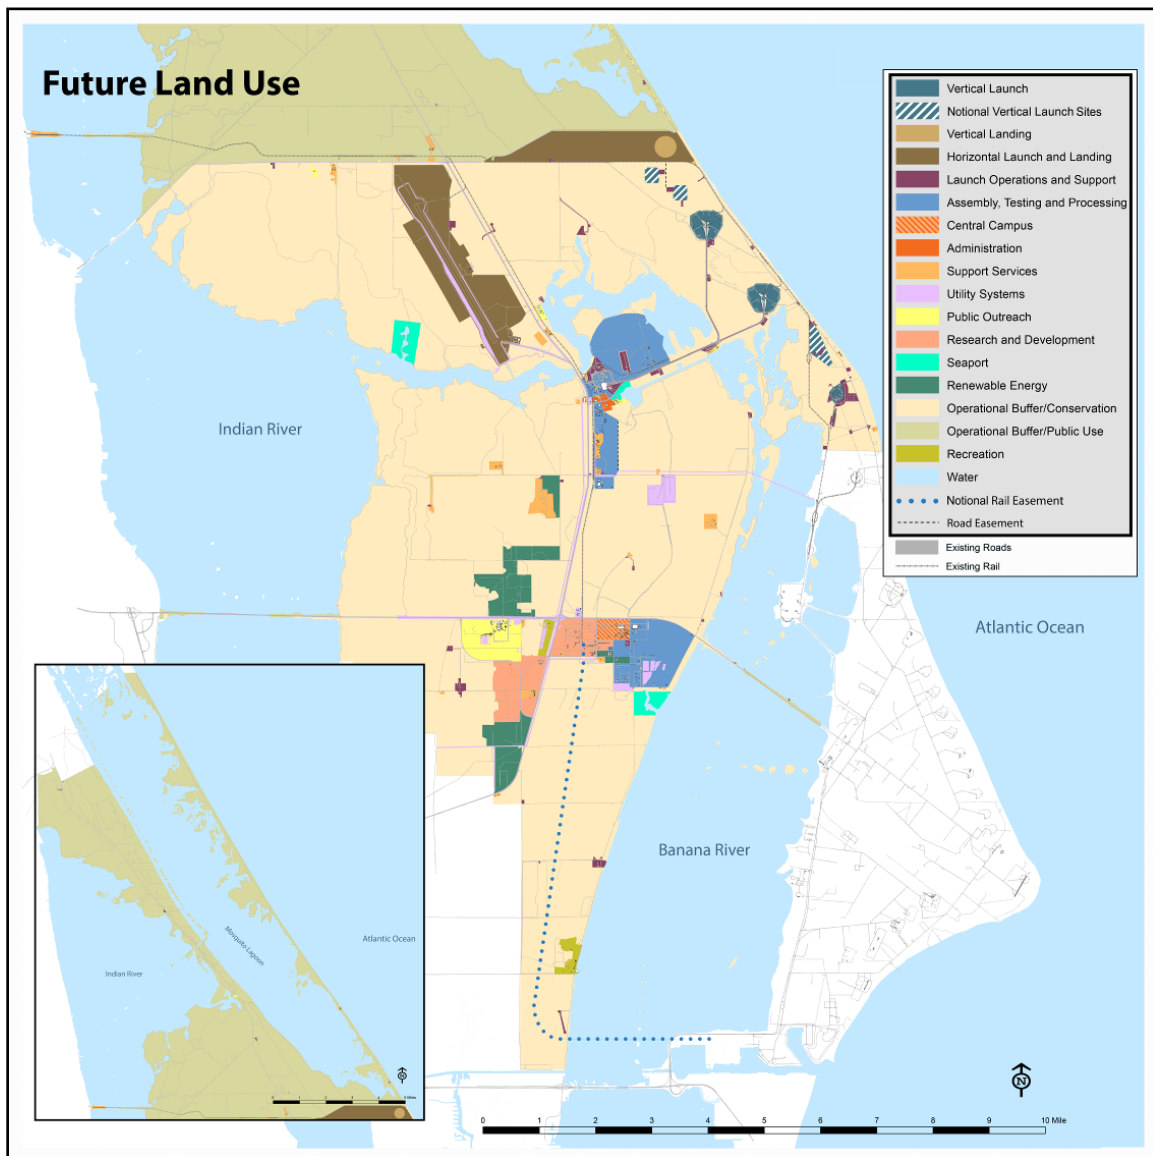 Future Land Use
Vertical Launch
Notional Vertical Launch Sites
Vertical Landing
Horizontal Launch and Landing
Launch Operations and Support
Assembly, Testing and Processing
Central Campus
Administration
Support Services
Utility Systems
Public Outreach
Research and Development
Seaport
Renewable Energy
Operational Buffer/Conservation
Operational Buffer/Public Use
Recreation
Water
Notional Rail Easement
Road Easement
Existing Roads
Existing Rail
Indian River
Atlantic Ocean
Banana River
Mosquito Lagoon
Atlantic Ocean
Indian River
N
N
0 1 2 3 4 5 6 7 8 9 10 Mile